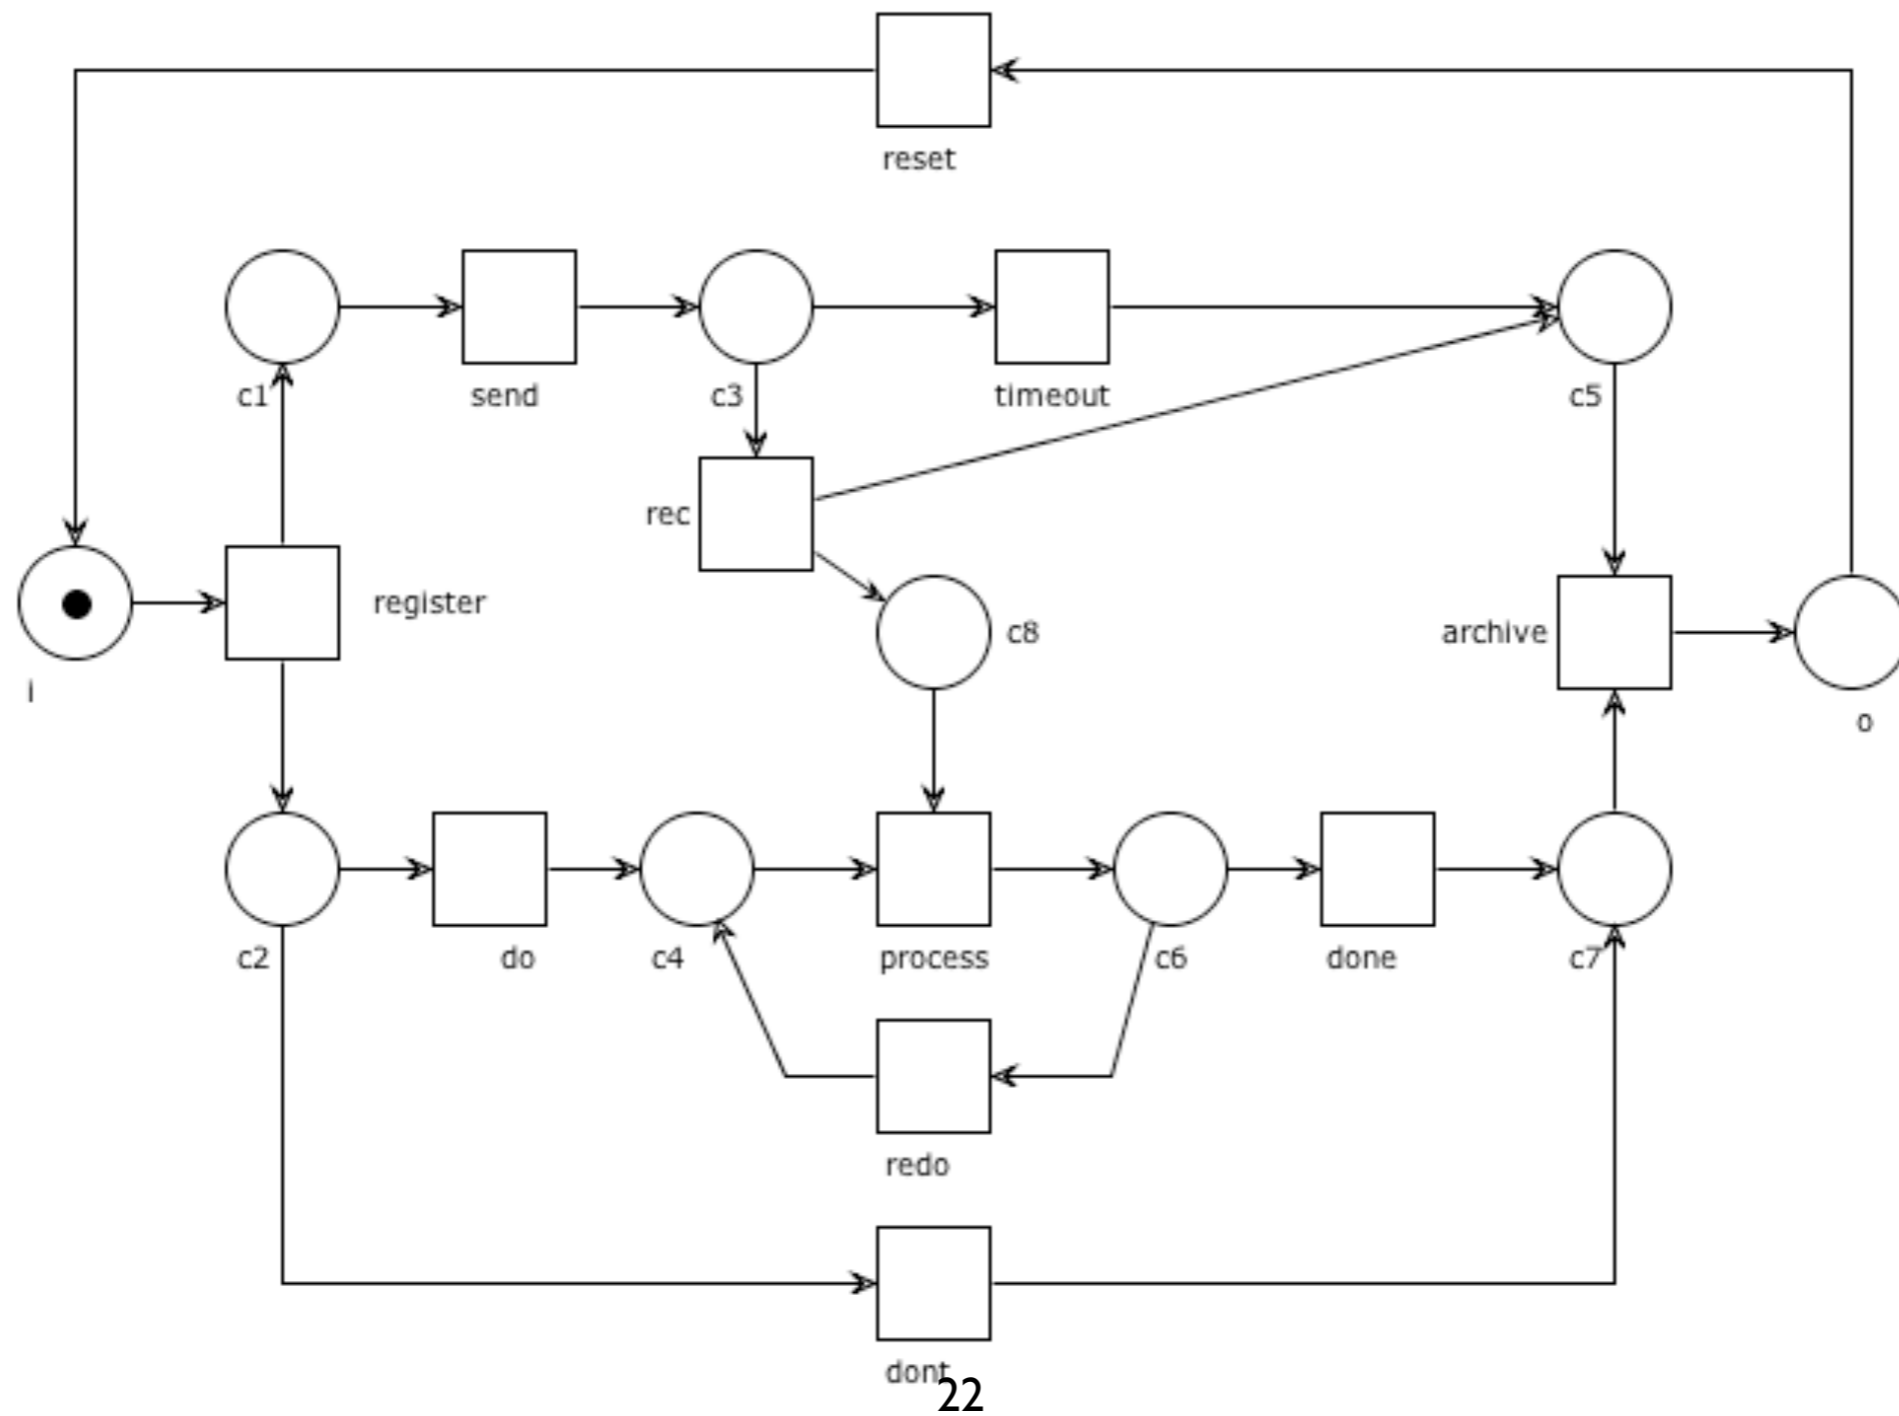 reset
c1
send
c3
timeout
c5
rec
register
c8
archive
i
o
c2
do
c4
process
c6
done
c7
redo
dont
22